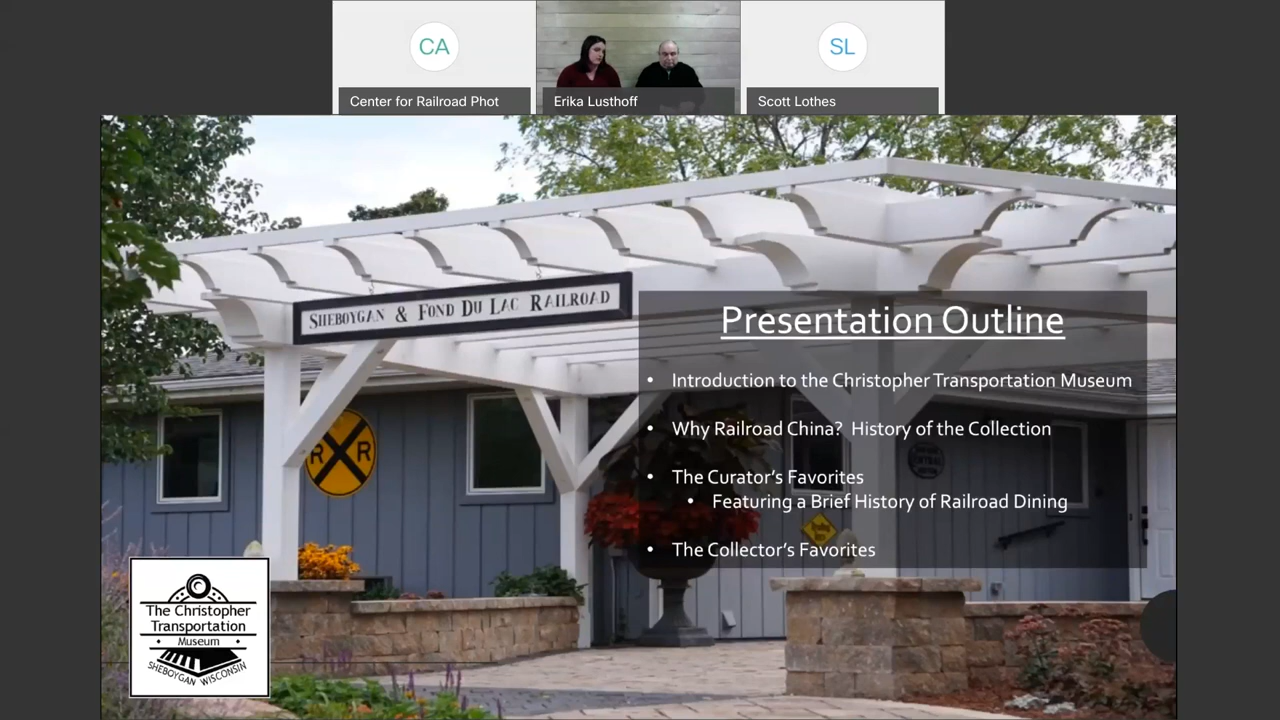 CA
SL
Center for Railroad Phot
Erika Lusthoff
Scott Lothes
SHEBOYGAN & FOND DU LAC RAILROAD
Presentation Outline
• Introduction to the Christopher Transportation Museum
• Why Railroad China? History of the Collection
• The Curator's Favorites
• Featuring a Brief History of Railroad Dining
• The Collector's Favorites
R R
The Christopher
Transportation
• Museum •
SHEBOYGAN WISCONSIN